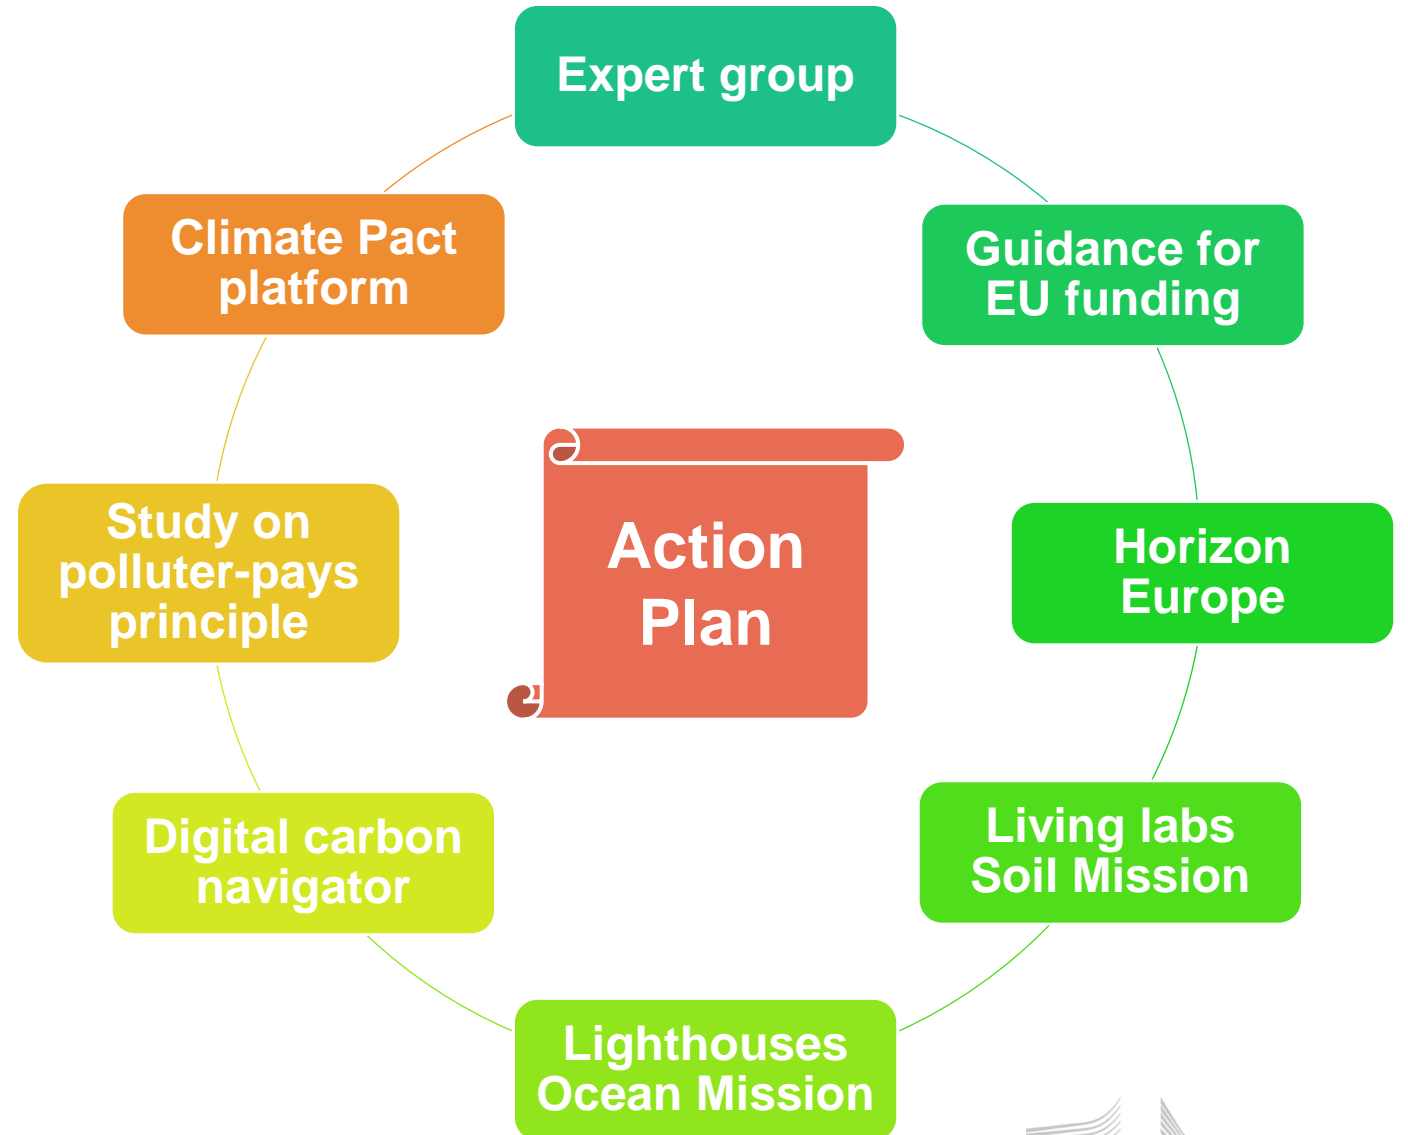 Expert group
Guidance for
EU funding
Horizon
Europe
Living labs
Soil Mission
Lighthouses
Ocean Mission
Digital carbon
navigator
Study on
polluter-pays
principle
Climate Pact
platform
Action
Plan